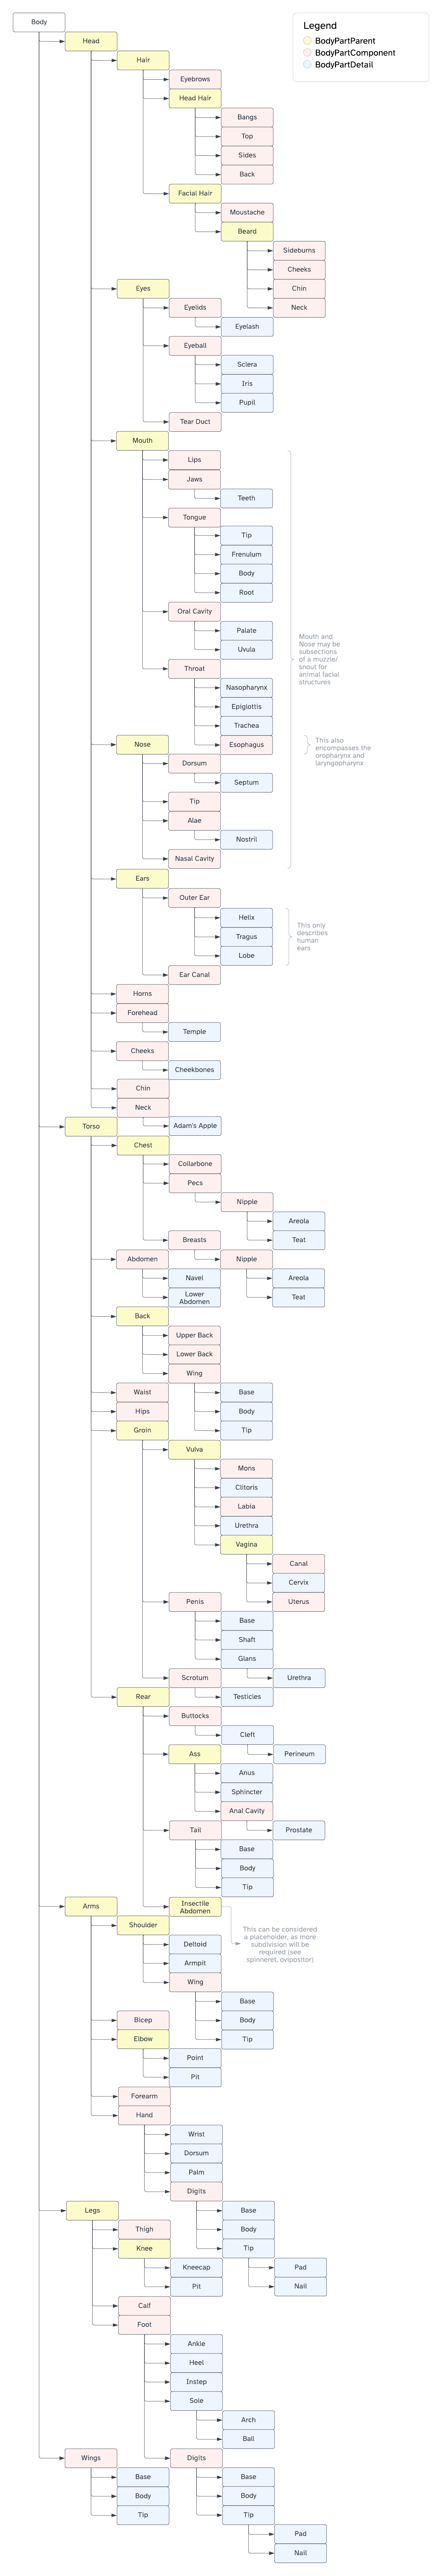 Body
Legend
BodyPartParent
BodyPartComponent
BodyPartDetail
Head
Hair
Eyebrows
Head Hair
Bangs
Top
Sides
Back
Facial Hair
Moustache
Beard
Sideburns
Cheeks
Chin
Neck
Eyes
Eyelids
Eyelash
Eyeball
Sclera
Iris
Pupil
Tear Duct
Mouth
Lips
Jaws
Teeth
Tongue
Tip
Frenulum
Body
Root
Oral Cavity
Palate
Uvula
Mouth and
Nose may be
subsections
of a muzzle/
snout for
animal facial
structures
Throat
Nasopharynx
Epiglottis
Trachea
Esophagus
This also
encompasses the
oropharynx and
laryngopharynx
Nose
Dorsum
Septum
Tip
Alae
Nostril
Nasal Cavity
Ears
Outer Ear
Helix
Tragus
Lobe
This only
describes
human
ears
Ear Canal
Horns
Forehead
Temple
Cheeks
Cheekbones
Chin
Neck
Adam's Apple
Torso
Chest
Collarbone
Pecs
Nipple
Areola
Teat
Breasts
Abdomen
Nipple
Navel
Areola
Lower
Abdomen
Teat
Back
Upper Back
Lower Back
Wing
Waist
Base
Hips
Body
Groin
Tip
Vulva
Mons
Clitoris
Labia
Urethra
Vagina
Canal
Cervix
Uterus
Penis
Base
Shaft
Glans
Scrotum
Urethra
Rear
Testicles
Buttocks
Cleft
Ass
Perineum
Anus
Sphincter
Anal Cavity
Tail
Prostate
Base
Body
Tip
Arms
Insectile
Abdomen
This can be considered
a placeholder, as more
subdivision will be
required (see
spinneret, ovipositor)
Shoulder
Deltoid
Armpit
Wing
Base
Bicep
Body
Elbow
Tip
Point
Pit
Forearm
Hand
Wrist
Dorsum
Palm
Digits
Legs
Base
Thigh
Body
Knee
Tip
Kneecap
Pad
Pit
Nail
Calf
Foot
Ankle
Heel
Instep
Sole
Arch
Ball
Wings
Digits
Base
Base
Body
Body
Tip
Tip
Pad
Nail